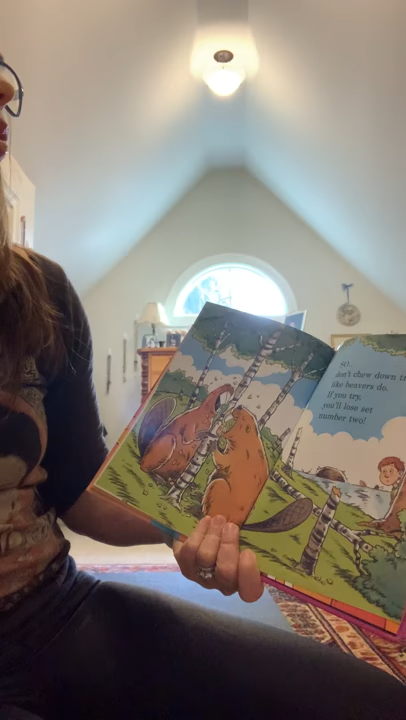 So,
don't chew down
like beavers do.
If you try,
you'll lose set
number two!